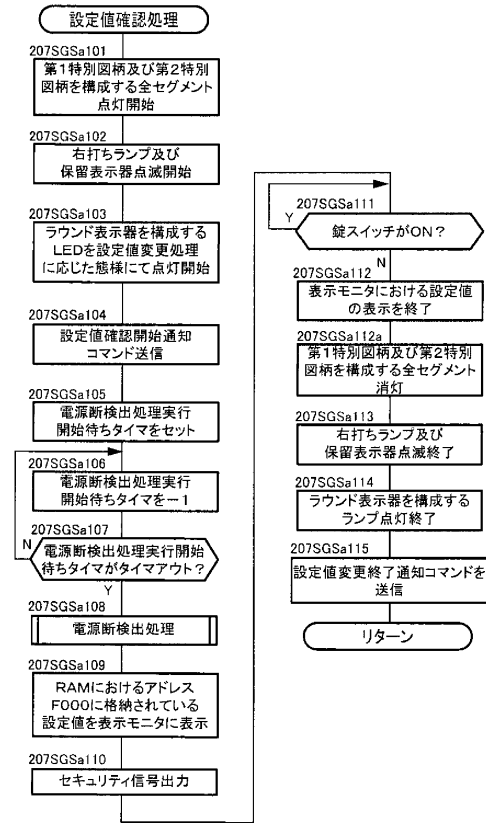 設定値確認処理
207SGSa101
第1特別図柄及び第2特別
図柄を構成する全セグメント
点灯開始
207SGSa102
右打ちランプ及び
保留表示器点滅開始
207SGSa103
ラウンド表示器を構成する
LEDを設定値変更処理
に応じた態様にて点灯開始
207SGSa104
設定値確認開始通知
コマンド送信
207SGSa105
電源断検出処理実行
開始待ちタイマをセット
207SGSa106
電源断検出処理実行
開始待ちタイマを－1
207SGSa107
N
電源断検出処理実行開始
待ちタイマがタイムアウト？
Y
207SGSa108
電源断検出処理
207SGSa109
RAMにおけるアドレス
F000に格納されている
設定値を表示モニタに表示
207SGSa110
セキュリティ信号出力
207SGSa111
Y
錠スイッチがON？
N
207SGSa112
表示モニタにおける設定値
の表示を終了
207SGSa112a
第1特別図柄及び第2特別
図柄を構成する全セグメント
消灯
207SGSa113
右打ちランプ及び
保留表示器点滅終了
207SGSa114
ラウンド表示器を構成する
ランプ点灯終了
207SGSa115
設定値変更終了通知コマンドを
送信
リターン